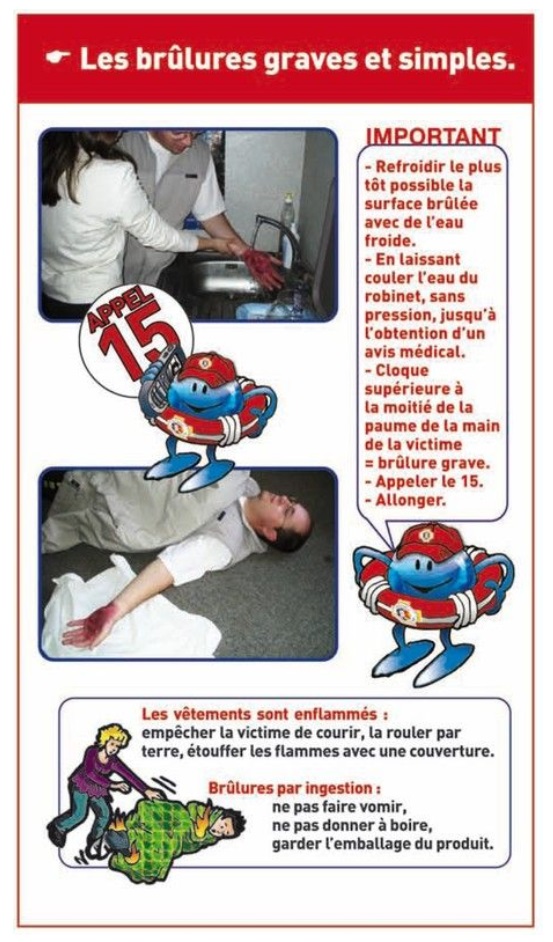 ☛ Les brûlures graves et simples.
IMPORTANT
- Refroidir le plus
tôt possible la
surface brûlée
avec de l'eau
froide.
- En laissant
couler l'eau du
robinet, sans
pression, jusqu'à
l'obtention d'un
avis médical.
- Cloque
supérieure à
la moitié de la
paume de la main
de la victime
= brûlure grave.
- Appeler le 15.
- Allonger.
APPEL
15
Les vêtements sont enflammés :
empêcher la victime de courir, la rouler par
terre, étouffer les flammes avec une couverture.
Brûlures par ingestion :
ne pas faire vomir,
ne pas donner à boire,
garder l'emballage du produit.